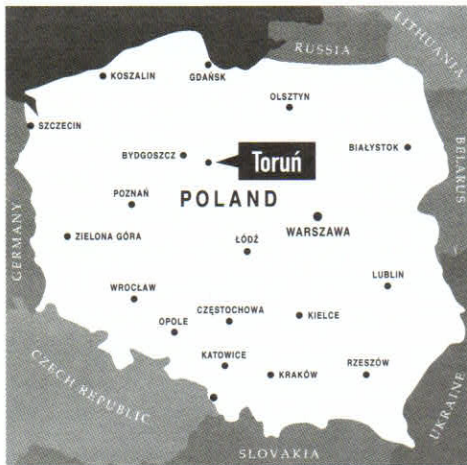 LITHUANIA
RUSSIA
KOSZALIN
GDAŃSK
OLSZTYN
SZCZECIN
BYDGOSZCZ
Toruń
BIAŁYSTOK
BELARUS
POZNAŃ
POLAND
WARSZAWA
GERMANY
ZIELONA GÓRA
ŁÓDŹ
LUBLIN
WROCŁAW
CZĘSTOCHOWA
OPOLE
KIELCE
KATOWICE
KRAKÓW
RZESZÓW
CZECH REPUBLIC
UKRAINE
SLOVAKIA